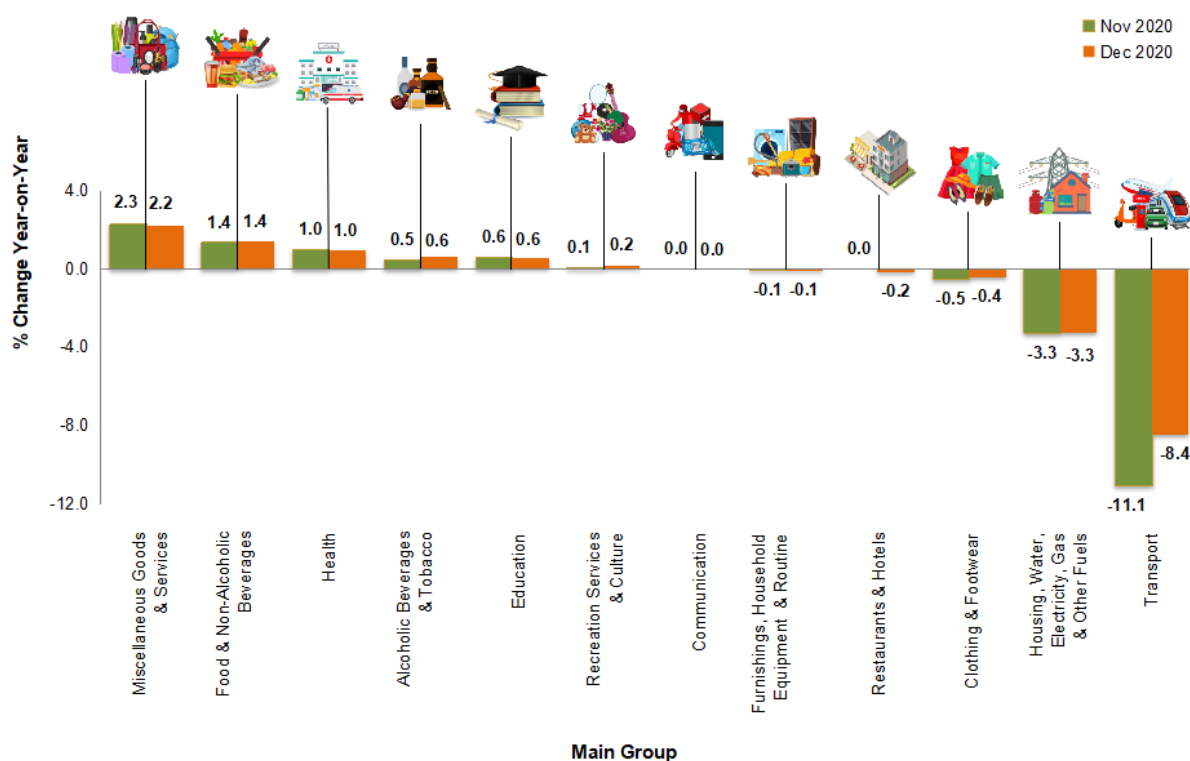 Nov 2020
Dec 2020
% Change Year-on-Year
4.0
0.0
-4.0
-8.0
-12.0
2.3 2.2
1.4 1.4
1.0 1.0
0.5 0.6
0.6 0.6
0.1 0.2
0.0 0.0
-0.1 -0.1
0.0 -0.2
-0.5 -0.4
-3.3 -3.3
-11.1 -8.4
Miscellaneous Goods
& Services
Food & Non-Alcoholic
Beverages
Health
Alcoholic Beverages
& Tobacco
Education
Recreation Services
& Culture
Communication
Furnishings, Household
Equipment & Routine
Restaurants & Hotels
Clothing & Footwear
Housing, Water,
Electricity, Gas
& Other Fuels
Transport
Main Group